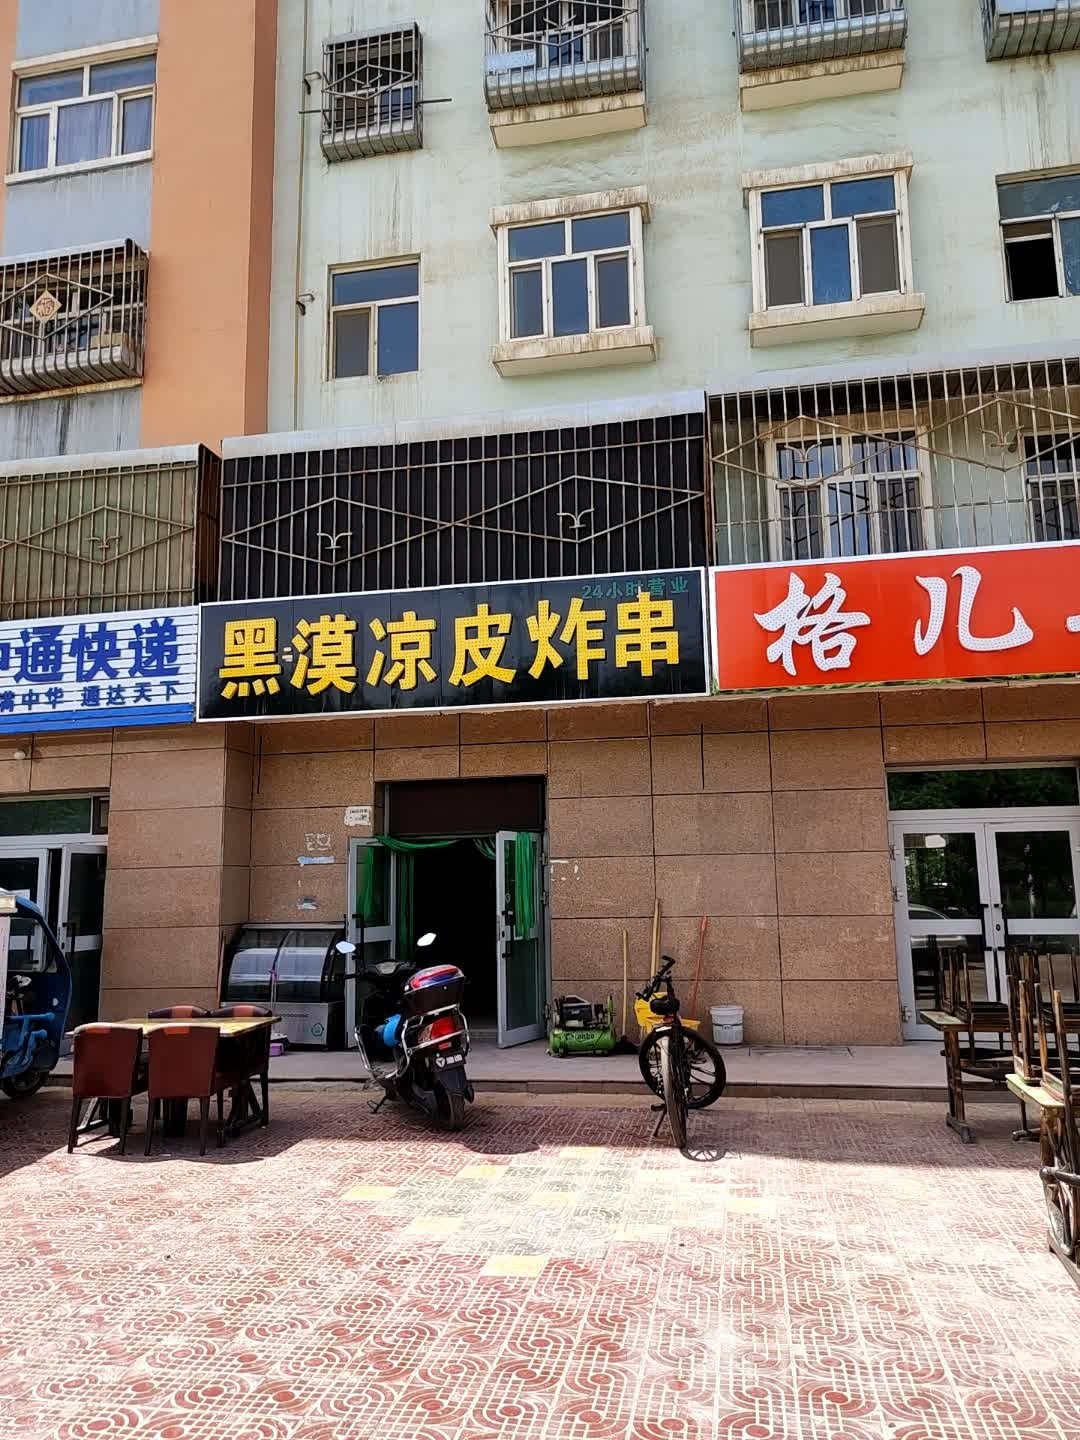 通快递
满中华 通达天下
24小时营业
黑漠凉皮炸串
格儿